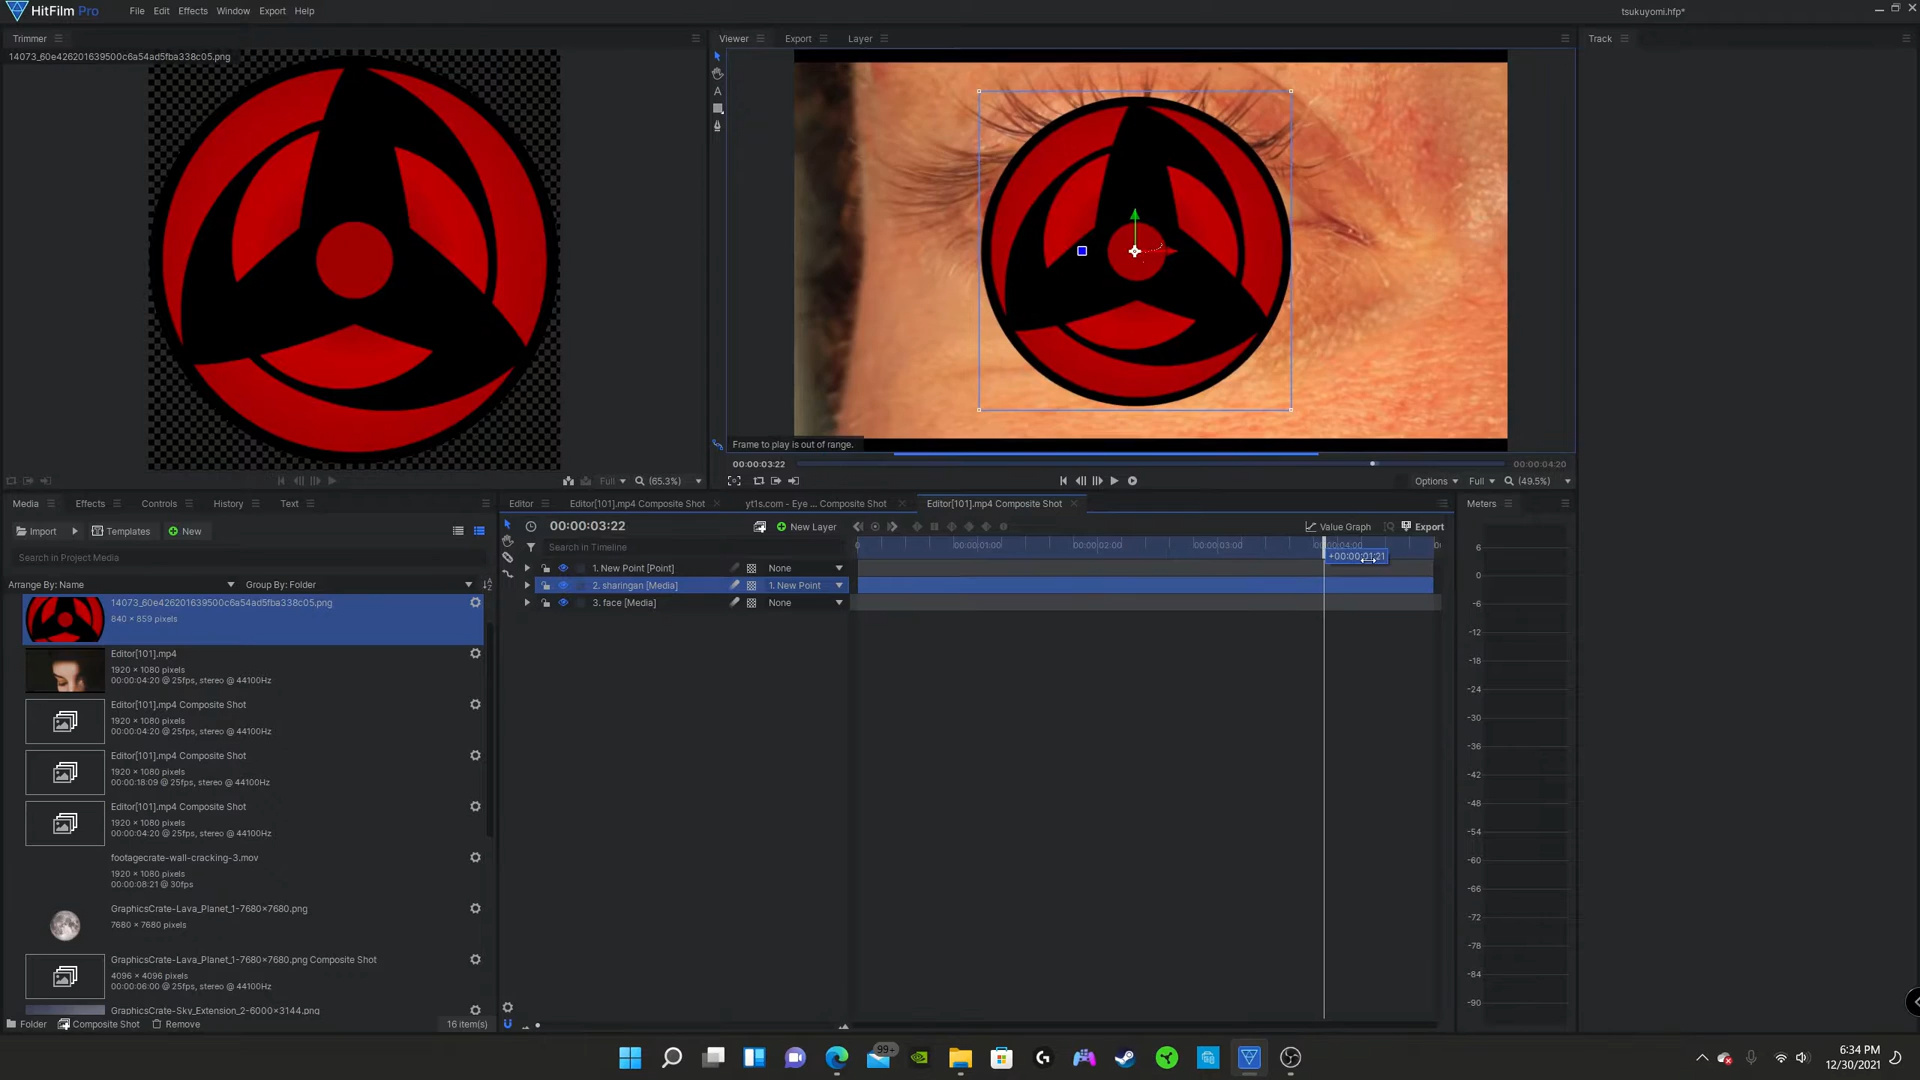 HitFilm Pro
File Edit Effects Window Export Help
tsukuyomi.hfp*
Trimmer
Viewer Export Layer
Track
14073_60e426201639500c6a54ad5fba338c05.png
Frame to play is out of range.
00:00:03:22
00:00:04:20
Full (65.3%)
Options Full (49.5%)
Media Effects Controls History Text
Editor Editor[101].mp4 Composite Shot yt1s.com - Eye ... Composite Shot Editor[101].mp4 Composite Shot
Meters
Import Templates New
00:00:03:22 New Layer Value Graph Export
Search in Project Media
Search in Timeline
0 00:00:01:00 00:00:02:00 00:00:03:00 00:00:04:00
+00:00:01:21
Arrange By: Name Group By: Folder
1. New Point [Point] None
2. sharingan [Media] 1. New Point
3. face [Media] None
14073_60e426201639500c6a54ad5fba338c05.png
840 × 859 pixels
Editor[101].mp4
1920 × 1080 pixels
00:00:04:20 @ 25fps, stereo @ 44100Hz
Editor[101].mp4 Composite Shot
1920 × 1080 pixels
00:00:04:20 @ 25fps, stereo @ 44100Hz
Editor[101].mp4 Composite Shot
1920 × 1080 pixels
00:00:18:09 @ 25fps, stereo @ 44100Hz
Editor[101].mp4 Composite Shot
1920 × 1080 pixels
00:00:04:20 @ 25fps, stereo @ 44100Hz
footagecrate-wall-cracking-3.mov
1920 × 1080 pixels
00:00:08:21 @ 30fps
GraphicsCrate-Lava_Planet_1-7680×7680.png
7680 × 7680 pixels
GraphicsCrate-Lava_Planet_1-7680×7680.png Composite Shot
4096 × 4096 pixels
00:00:06:00 @ 25fps, stereo @ 44100Hz
GraphicsCrate-Sky_Extension_2-6000×3144.png
Folder Composite Shot Remove 16 item(s)
6
0
-6
-12
-18
-24
-30
-36
-42
-48
-54
-60
-66
-72
-78
-84
-90
99+
6:34 PM
12/30/2021